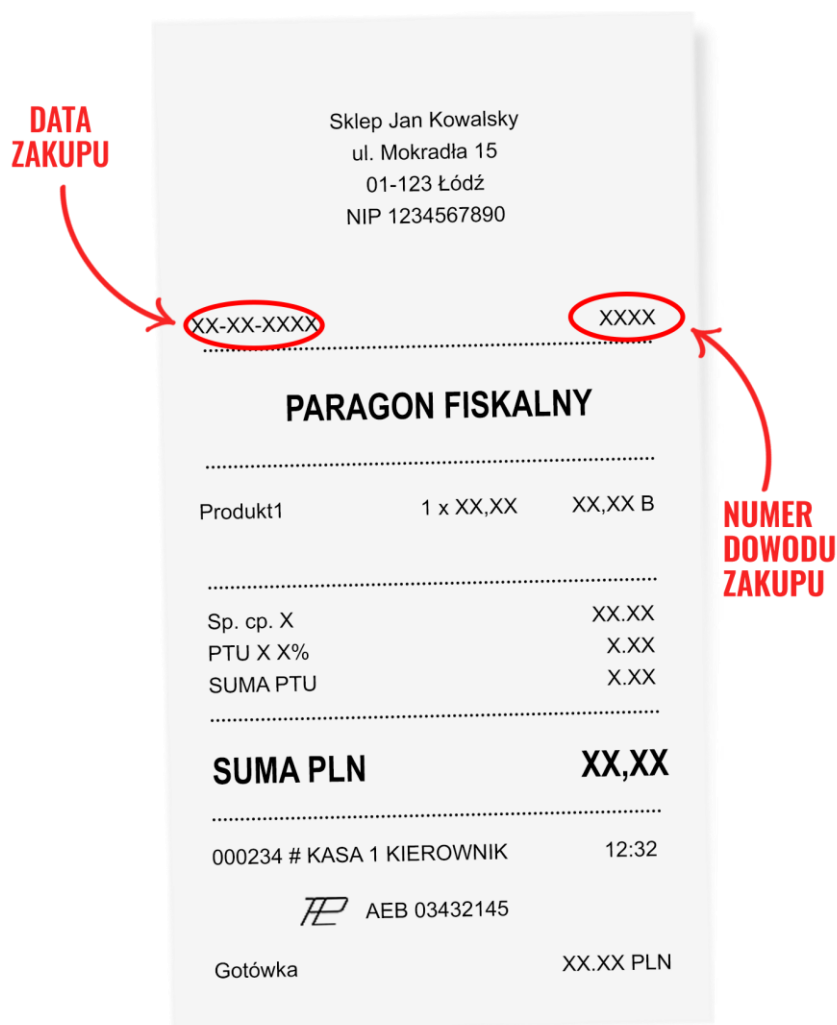 DATA
ZAKUPU
Sklep Jan Kowalsky
ul. Mokradła 15
01-123 Łódź
NIP 1234567890
XX-XX-XXXX XXXX
PARAGON FISKALNY
Produkt1 1 x XX,XX XX,XX B
NUMER
DOWODU
ZAKUPU
Sp. cp. X XX.XX
PTU X X% X.XX
SUMA PTU X.XX
SUMA PLN XX,XX
000234 # KASA 1 KIEROWNIK 12:32
AEB 03432145
Gotówka XX.XX PLN